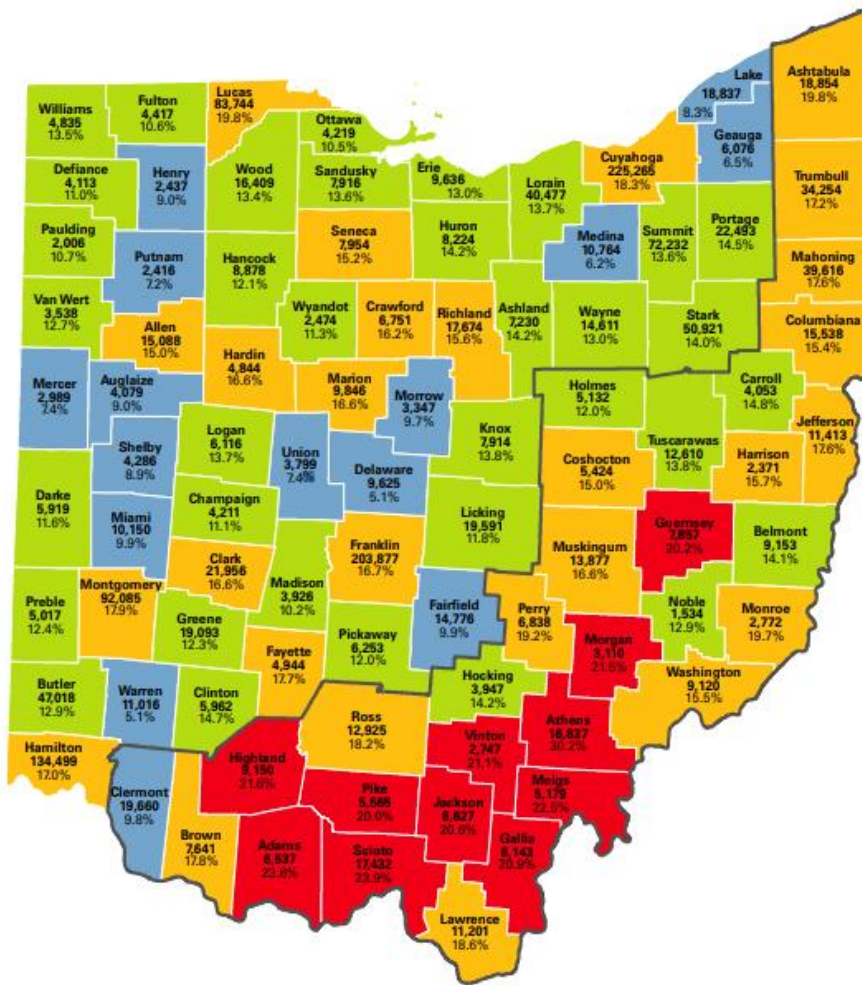 Williams
4,835
13.5%
Fulton
4,417
10.6%
Lucas
83,744
19.8%
Ottawa
4,219
10.5%
Lake
18,837
8.3%
Ashtabula
18,854
19.8%
Geauga
6,076
6.5%
Defiance
4,113
11.0%
Henry
2,437
9.0%
Wood
16,409
13.4%
Sandusky
7,916
13.6%
Erie
9,636
13.0%
Lorain
40,477
13.7%
Cuyahoga
225,265
18.3%
Trumbull
34,254
17.2%
Paulding
2,006
10.7%
Putnam
2,416
7.2%
Hancock
8,878
12.1%
Seneca
7,954
15.2%
Huron
8,224
14.2%
Medina
10,764
6.2%
Summit
72,232
13.6%
Portage
22,493
14.5%
Mahoning
39,616
17.6%
Van Wert
3,538
12.7%
Allen
15,088
15.0%
Wyandot
2,474
11.3%
Crawford
6,751
16.2%
Richland
17,674
15.6%
Ashland
7,230
14.2%
Wayne
14,611
13.0%
Stark
50,921
14.0%
Columbiana
15,538
15.4%
Hardin
4,844
16.6%
Mercer
2,989
7.4%
Auglaize
4,079
9.0%
Marion
9,846
16.6%
Morrow
3,347
9.7%
Holmes
5,132
12.0%
Carroll
4,053
14.8%
Jefferson
11,413
17.6%
Logan
6,116
13.7%
Union
3,799
7.4%
Knox
7,914
13.8%
Tuscarawas
12,610
13.8%
Coshocton
5,424
15.0%
Harrison
2,371
15.7%
Shelby
4,286
8.9%
Delaware
9,625
5.1%
Darke
5,919
11.6%
Champaign
4,211
11.1%
Licking
19,591
11.8%
Guernsey
7,857
20.2%
Belmont
9,153
14.1%
Miami
10,150
9.9%
Clark
21,956
16.6%
Franklin
203,877
16.7%
Muskingum
13,877
16.6%
Madison
3,926
10.2%
Preble
5,017
12.4%
Montgomery
92,085
17.9%
Greene
19,093
12.3%
Fairfield
14,776
9.9%
Perry
6,838
19.2%
Noble
1,534
12.9%
Monroe
2,772
19.7%
Pickaway
6,253
12.0%
Morgan
3,110
21.5%
Fayette
4,944
17.7%
Washington
9,120
15.5%
Butler
47,018
12.9%
Warren
11,016
5.1%
Clinton
5,962
14.7%
Hocking
3,947
14.2%
Ross
12,925
18.2%
Athens
30.2%
Hamilton
134,499
17.0%
Vinton
2,747
21.1%
Highland
9,150
21.6%
Clermont
19,660
9.8%
Pike
20.0%
Jackson
Meigs
5,179
Brown
7,641
17.8%
Adams
6,537
23.8%
Scioto
17,432
23.9%
Gallia
20.9%
Lawrence
11,201
18.6%